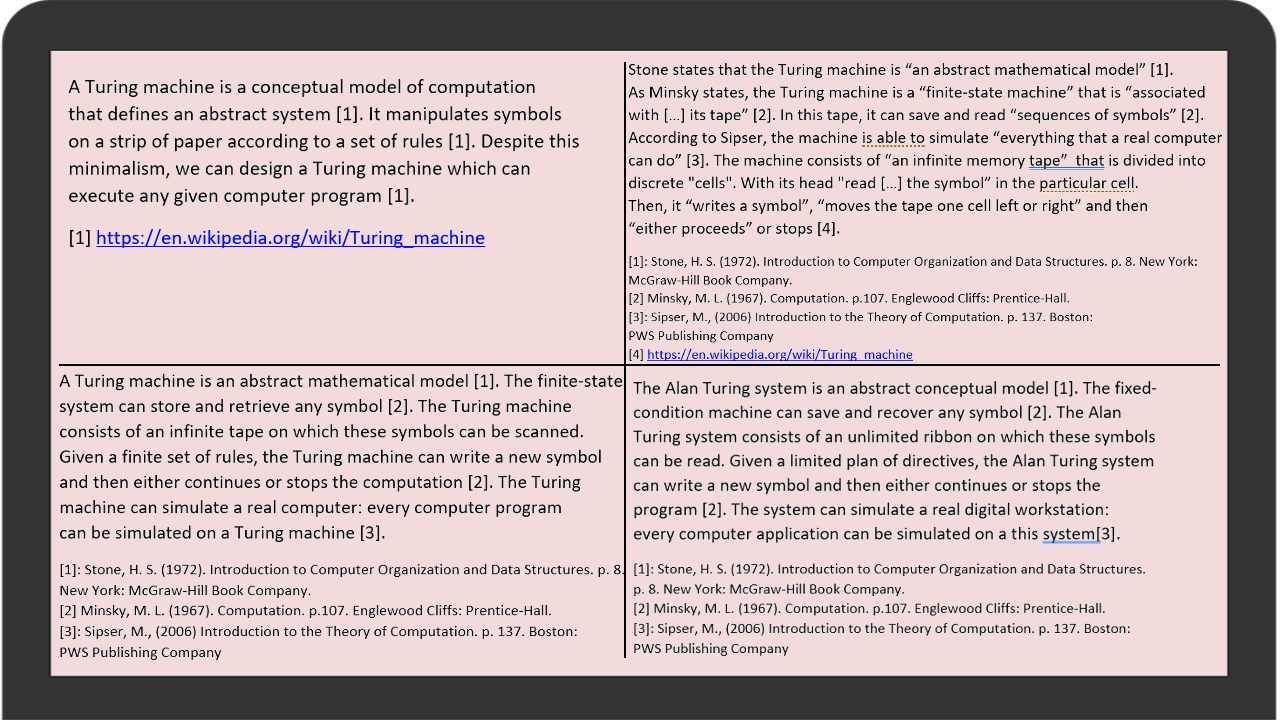 A Turing machine is a conceptual model of computation
that defines an abstract system [1]. It manipulates symbols
on a strip of paper according to a set of rules [1]. Despite this
minimalism, we can design a Turing machine which can
execute any given computer program [1].
[1] https://en.wikipedia.org/wiki/Turing_machine
Stone states that the Turing machine is “an abstract mathematical model” [1].
As Minsky states, the Turing machine is a “finite-state machine” that is “associated
with [...] its tape” [2]. In this tape, it can save and read “sequences of symbols” [2].
According to Sipser, the machine is able to simulate “everything that a real computer
can do” [3]. The machine consists of “an infinite memory tape”  that is divided into
discrete "cells". With its head "read [...] the symbol” in the particular cell.
Then, it “writes a symbol”, “moves the tape one cell left or right” and then
“either proceeds” or stops [4].
[1]: Stone, H. S. (1972). Introduction to Computer Organization and Data Structures. p. 8. New York:
McGraw-Hill Book Company.
[2] Minsky, M. L. (1967). Computation. p.107. Englewood Cliffs: Prentice-Hall.
[3]: Sipser, M., (2006) Introduction to the Theory of Computation. p. 137. Boston:
PWS Publishing Company
[4] https://en.wikipedia.org/wiki/Turing_machine
A Turing machine is an abstract mathematical model [1]. The finite-state
system can store and retrieve any symbol [2]. The Turing machine
consists of an infinite tape on which these symbols can be scanned.
Given a finite set of rules, the Turing machine can write a new symbol
and then either continues or stops the computation [2]. The Turing
machine can simulate a real computer: every computer program
can be simulated on a Turing machine [3].
[1]: Stone, H. S. (1972). Introduction to Computer Organization and Data Structures. p. 8.
New York: McGraw-Hill Book Company.
[2] Minsky, M. L. (1967). Computation. p.107. Englewood Cliffs: Prentice-Hall.
[3]: Sipser, M., (2006) Introduction to the Theory of Computation. p. 137. Boston:
PWS Publishing Company
The Alan Turing system is an abstract conceptual model [1]. The fixed-
condition machine can save and recover any symbol [2]. The Alan
Turing system consists of an unlimited ribbon on which these symbols
can be read. Given a limited plan of directives, the Alan Turing system
can write a new symbol and then either continues or stops the
program [2]. The system can simulate a real digital workstation:
every computer application can be simulated on a this system[3].
[1]: Stone, H. S. (1972). Introduction to Computer Organization and Data Structures.
p. 8. New York: McGraw-Hill Book Company.
[2] Minsky, M. L. (1967). Computation. p.107. Englewood Cliffs: Prentice-Hall.
[3]: Sipser, M., (2006) Introduction to the Theory of Computation. p. 137. Boston:
PWS Publishing Company